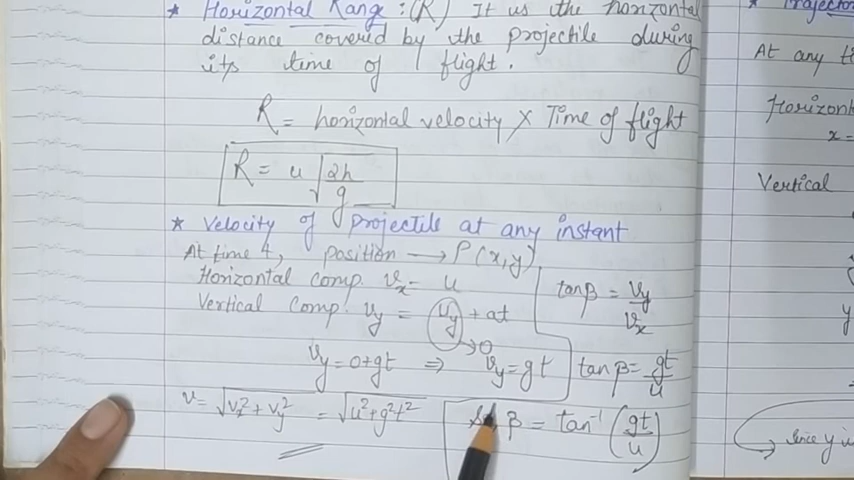 * Horizontal Range : (R) It us the horizontal
distance covered by the projectile during
its time of flight.
R = horizontal velocity × Time of flight
R = u √(2h/g)
* Velocity of projectile at any instant
At time t, position → P(x,y)
Horizontal comp. vx = u
Vertical comp. vy = uy + at
→0
vy = 0+gt ⇒ vy = gt
v = √(vx² + vy²) = √(u²+g²t²)
tanβ = vy/vx
tanβ = gt/u
β = tan⁻¹(gt/u)
At any
x =
Vertical
y